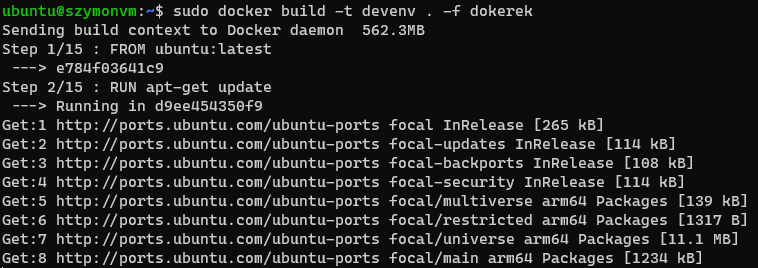 ubuntu@szymonvm:~$ sudo docker build -t devenv . -f dokerek
Sending build context to Docker daemon  562.3MB
Step 1/15 : FROM ubuntu:latest
 ---> e784f03641c9
Step 2/15 : RUN apt-get update
 ---> Running in d9ee454350f9
Get:1 http://ports.ubuntu.com/ubuntu-ports focal InRelease [265 kB]
Get:2 http://ports.ubuntu.com/ubuntu-ports focal-updates InRelease [114 kB]
Get:3 http://ports.ubuntu.com/ubuntu-ports focal-backports InRelease [108 kB]
Get:4 http://ports.ubuntu.com/ubuntu-ports focal-security InRelease [114 kB]
Get:5 http://ports.ubuntu.com/ubuntu-ports focal/multiverse arm64 Packages [139 kB]
Get:6 http://ports.ubuntu.com/ubuntu-ports focal/restricted arm64 Packages [1317 B]
Get:7 http://ports.ubuntu.com/ubuntu-ports focal/universe arm64 Packages [11.1 MB]
Get:8 http://ports.ubuntu.com/ubuntu-ports focal/main arm64 Packages [1234 kB]